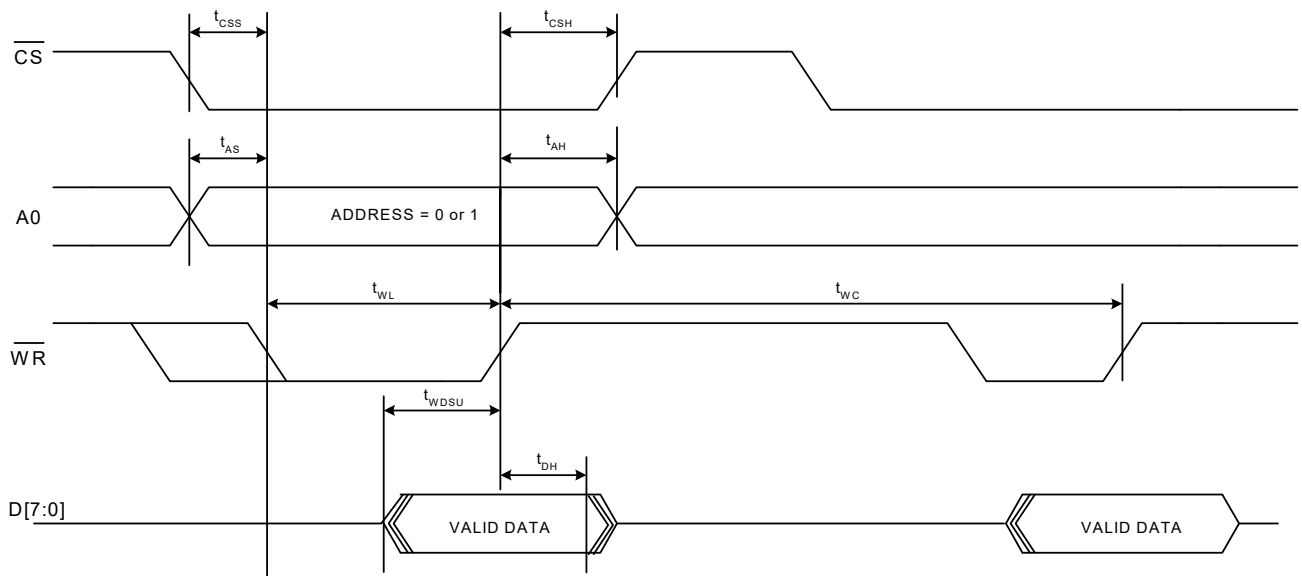 tCSS
tCSH
CS
tAS
tAH
A0
ADDRESS = 0 or 1
tWL
tWC
WR
tWDSU
tDH
D[7:0]
VALID DATA
VALID DATA